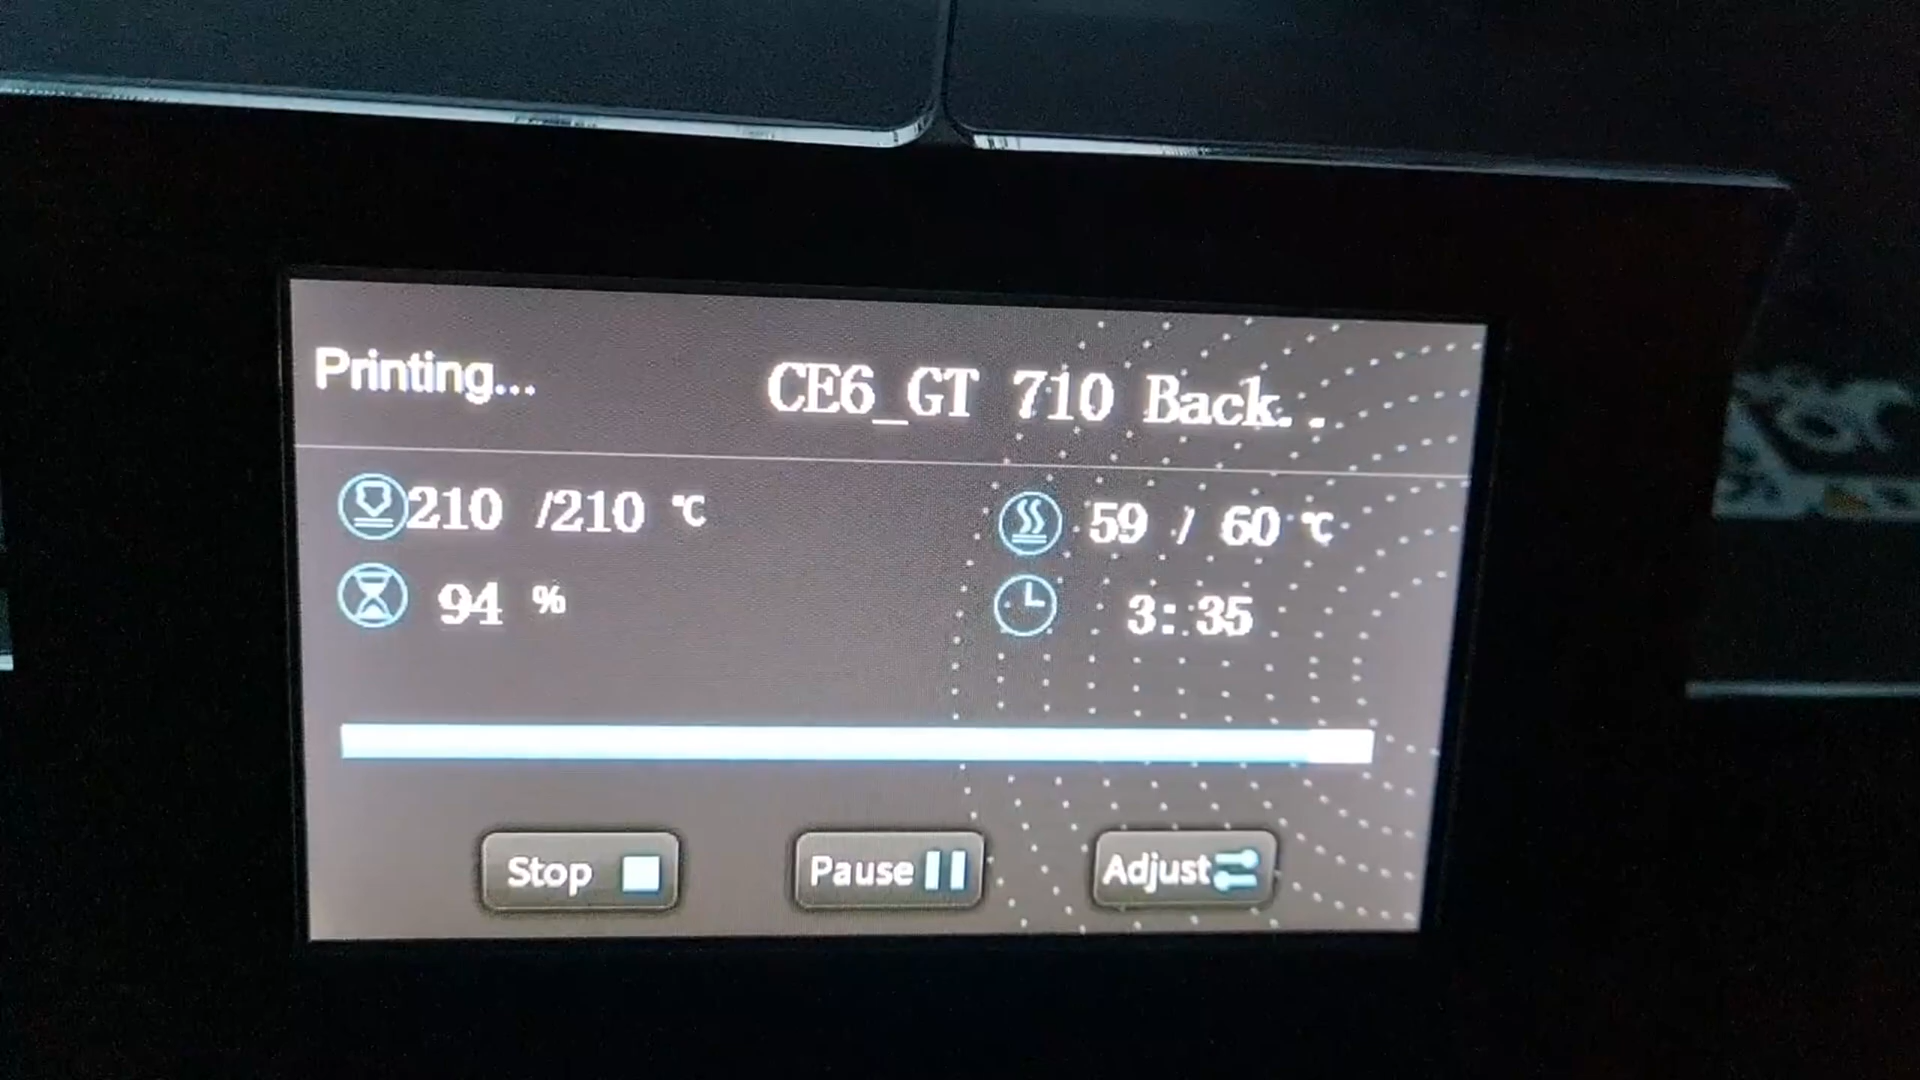 Printing... CE6_GT 710 Back..
210 /210 ℃ 59 / 60 ℃
94 % 3: 35
Stop Pause Adjust